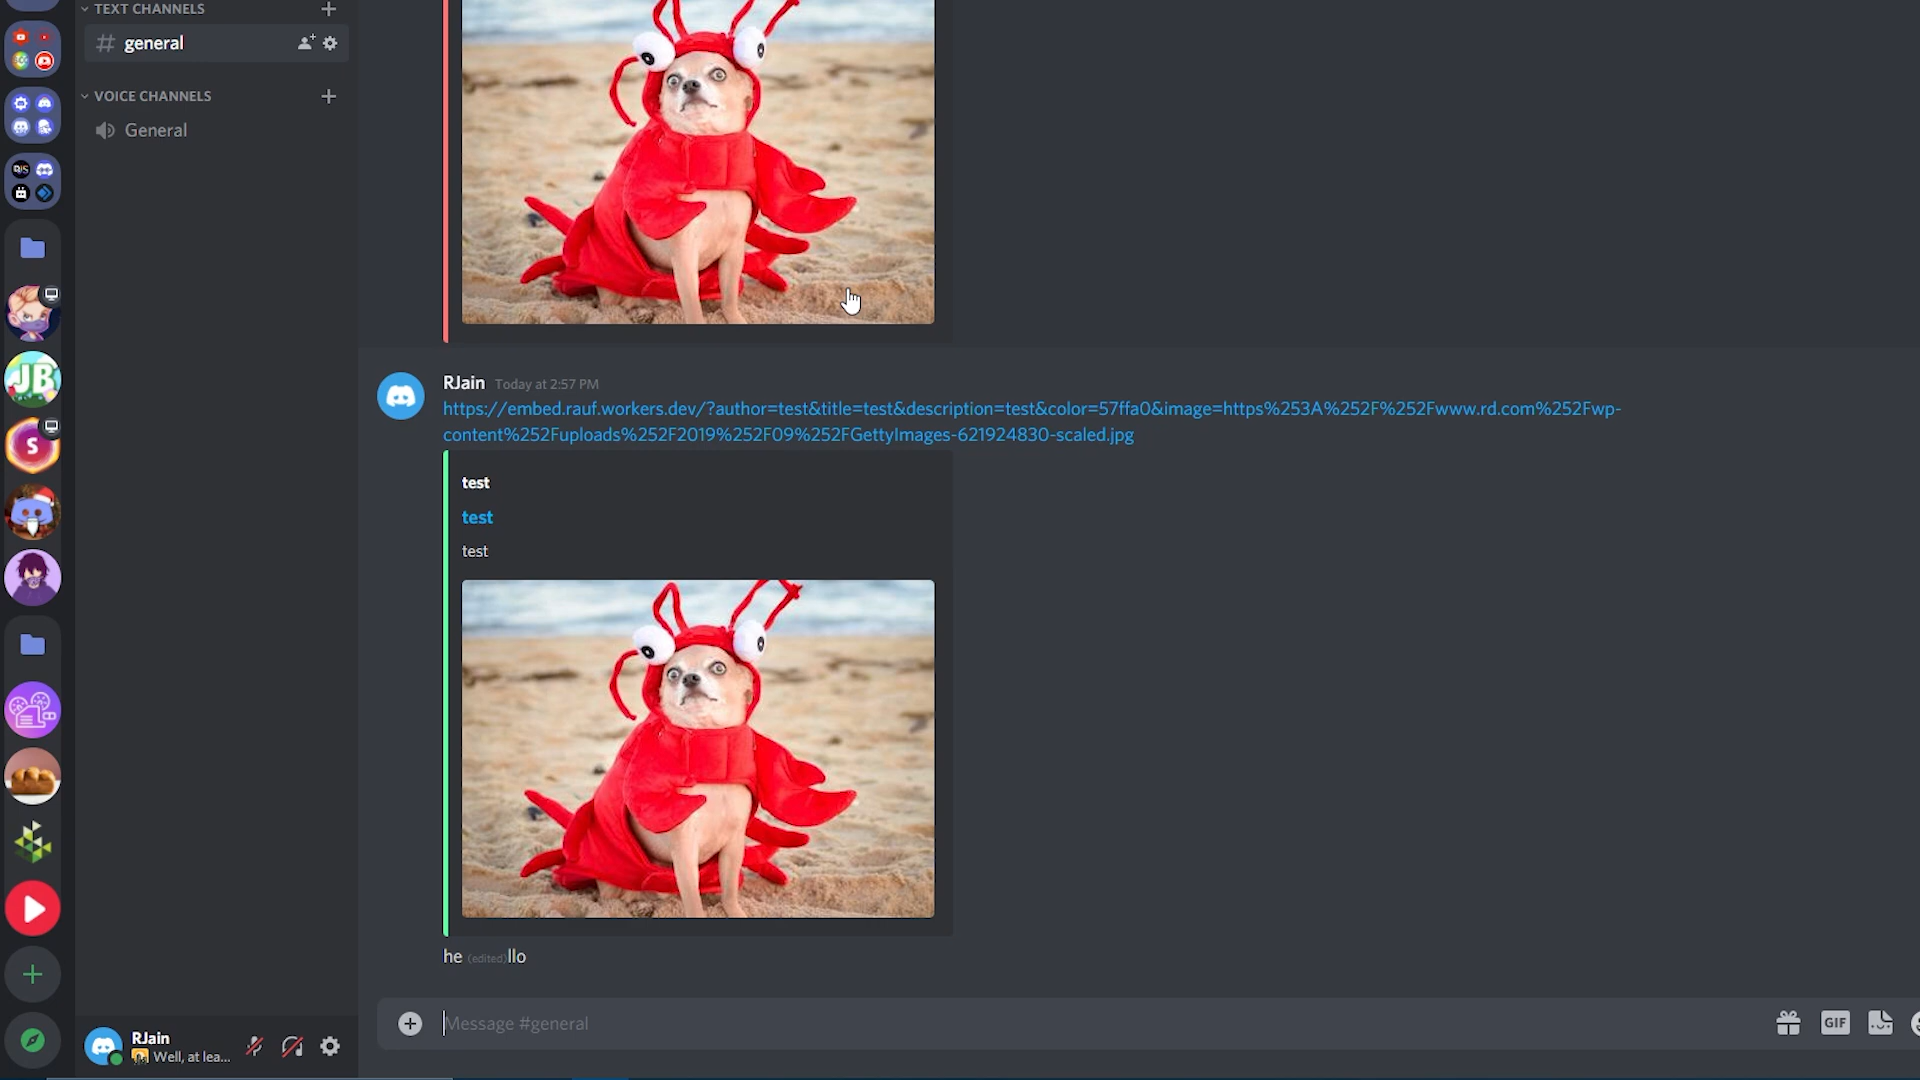 TEXT CHANNELS
general
VOICE CHANNELS
General
JB
DJS
S
RJain Today at 2:57 PM
https://embed.rauf.workers.dev/?author=test&title=test&description=test&color=57ffa0&image=https%253A%252F%252Fwww.rd.com%252Fwp-
content%252Fuploads%252F2019%252F09%252FGettyImages-621924830-scaled.jpg
test
test
test
he (edited)llo
Message #general
GIF
RJain
Well, at lea...